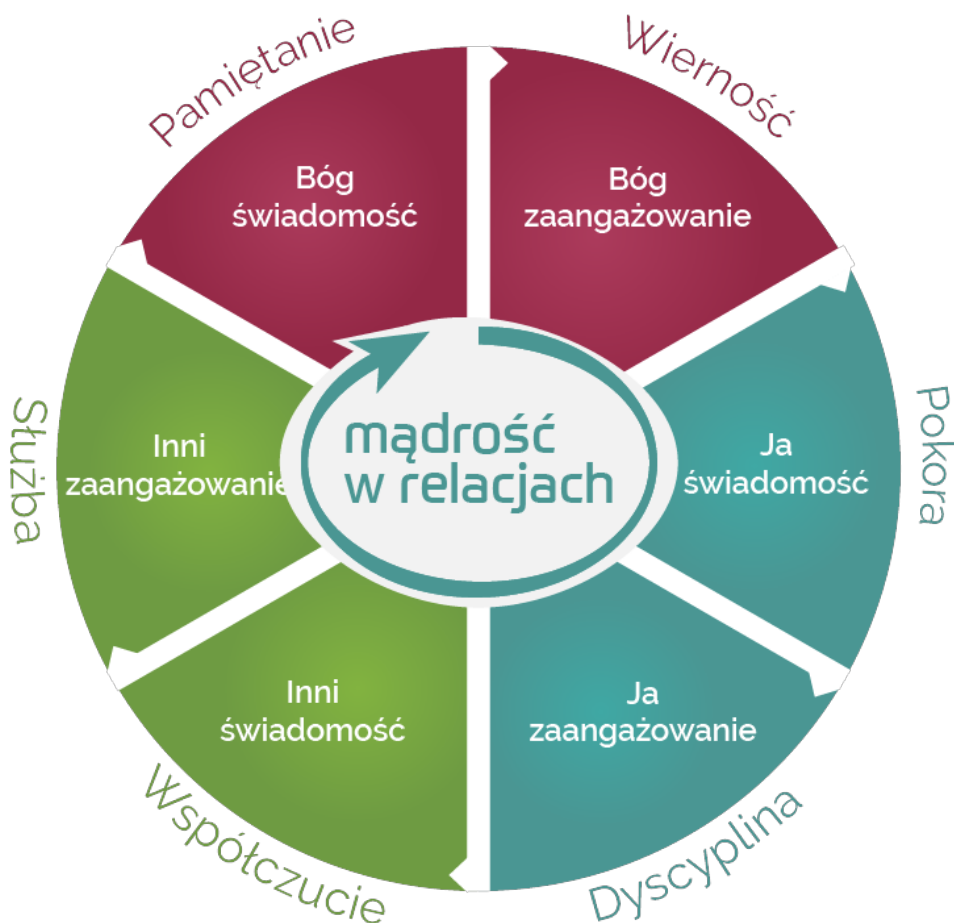 Pamiętanie
Wierność
Bóg
świadomość
Bóg
zaangażowanie
Służba
Inni
zaangażowanie
mądrość
w relacjach
Ja
świadomość
Pokora
Inni
świadomość
Ja
zaangażowanie
Współczucie
Dyscyplina